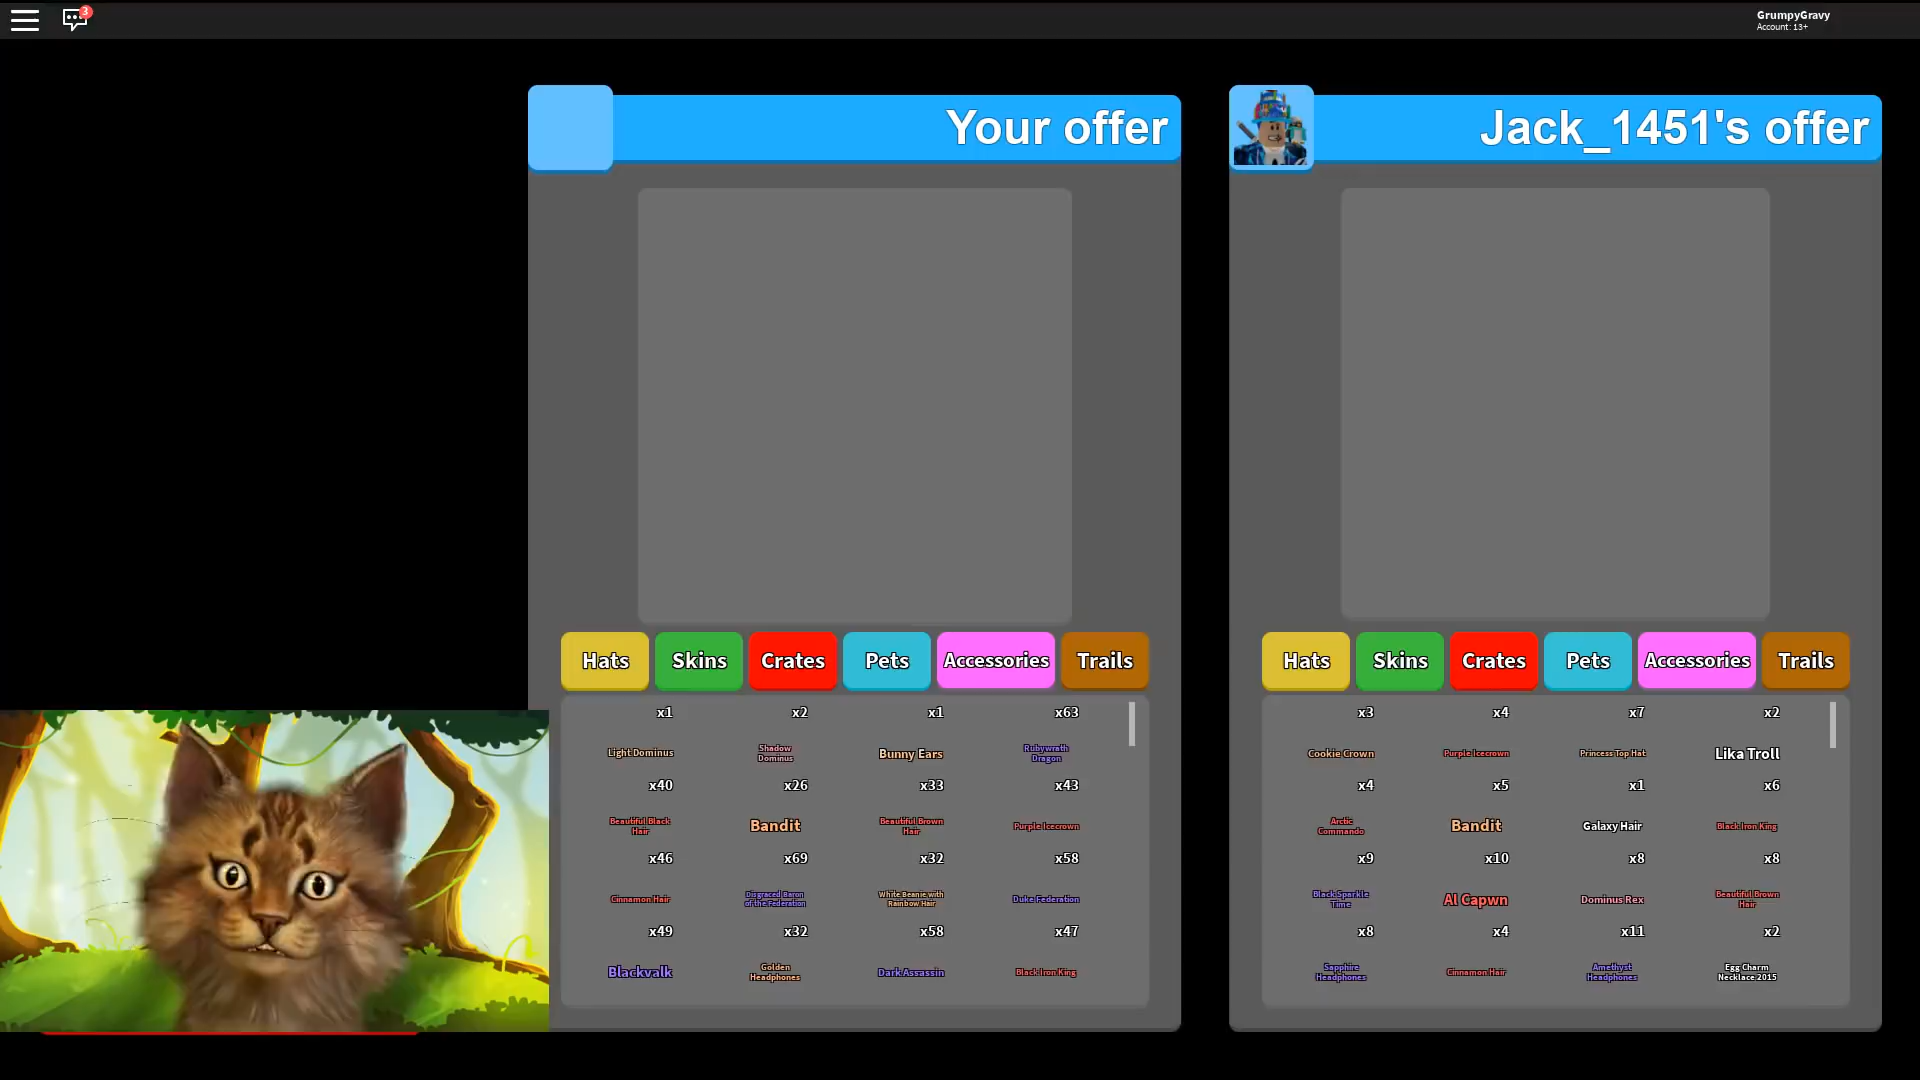 3
GrumpyGravy
Account: 13+
Your offer
Jack_1451's offer
Hats Skins Crates Pets Accessories Trails
Hats Skins Crates Pets Accessories Trails
x1 x2 x1 x63
Light Dominus
Shadow
Dominus
Bunny Ears
Rubywrath
Dragon
x40 x26 x33 x43
Beautiful Black
Hair
Bandit
Beautiful Brown
Hair
Purple Icecrown
x46 x69 x32 x58
Cinnamon Hair
Disgraced Baron
of the Federation
White Beanie with
Rainbow Hair
Duke Federation
x49 x32 x58 x47
Blackvalk
Golden
Headphones
Dark Assassin
Black Iron King
x3 x4 x7 x2
Cookie Crown
Purple Icecrown
Princess Top Hat
Lika Troll
x4 x5 x1 x6
Arctic
Commando
Bandit
Galaxy Hair
Black Iron King
x9 x10 x8 x8
Black Sparkle
Time
Al Capwn
Dominus Rex
Beautiful Brown
Hair
x8 x4 x11 x2
Sapphire
Headphones
Cinnamon Hair
Amethyst
Headphones
Egg Charm
Necklace 2015